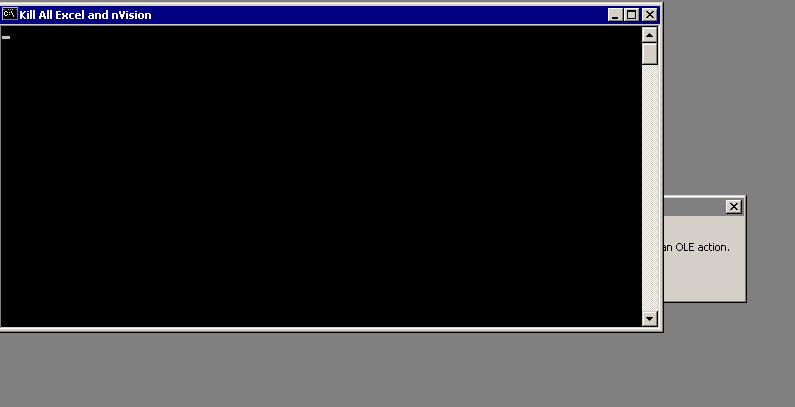 C:\ Kill All Excel and nVision
an OLE action.